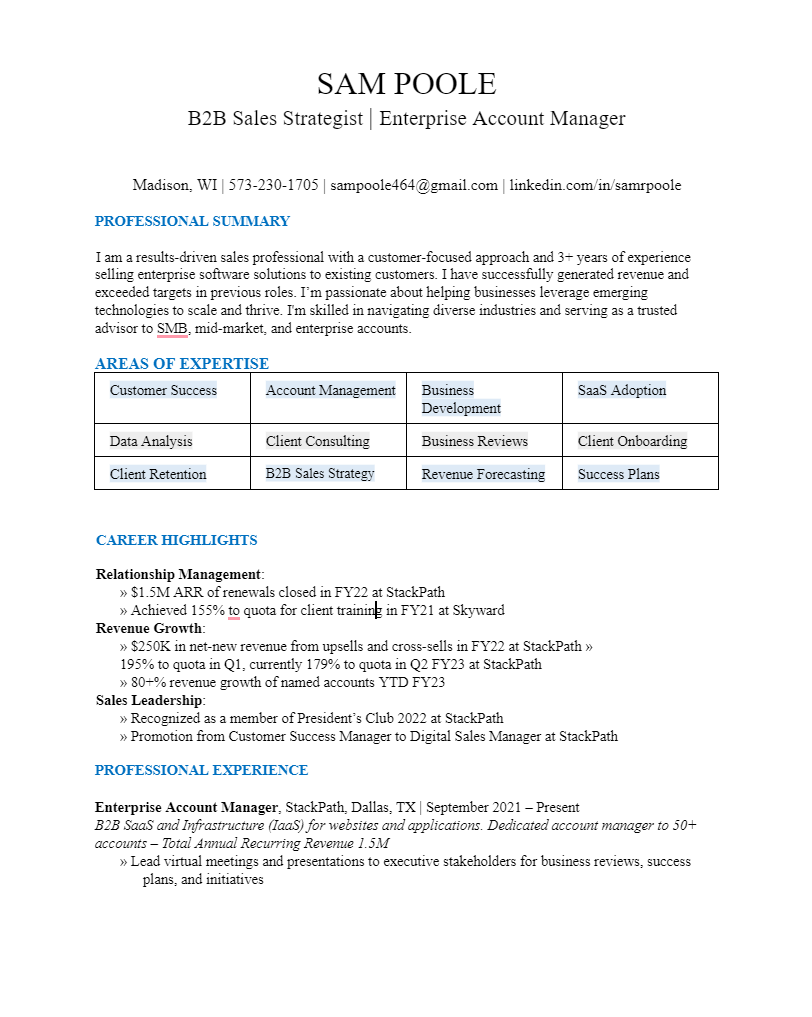 SAM POOLE
B2B Sales Strategist | Enterprise Account Manager
Madison, WI | 573-230-1705 | sampoole464@gmail.com | linkedin.com/in/samrpoole
PROFESSIONAL SUMMARY
I am a results-driven sales professional with a customer-focused approach and 3+ years of experience
selling enterprise software solutions to existing customers. I have successfully generated revenue and
exceeded targets in previous roles. I’m passionate about helping businesses leverage emerging
technologies to scale and thrive. I'm skilled in navigating diverse industries and serving as a trusted
advisor to SMB, mid-market, and enterprise accounts.
AREAS OF EXPERTISE
Customer Success Account Management Business Development SaaS Adoption
Data Analysis Client Consulting Business Reviews Client Onboarding
Client Retention B2B Sales Strategy Revenue Forecasting Success Plans
CAREER HIGHLIGHTS
Relationship Management:
» $1.5M ARR of renewals closed in FY22 at StackPath
» Achieved 155% to quota for client training in FY21 at Skyward
Revenue Growth:
» $250K in net-new revenue from upsells and cross-sells in FY22 at StackPath »
195% to quota in Q1, currently 179% to quota in Q2 FY23 at StackPath
» 80+% revenue growth of named accounts YTD FY23
Sales Leadership:
» Recognized as a member of President’s Club 2022 at StackPath
» Promotion from Customer Success Manager to Digital Sales Manager at StackPath
PROFESSIONAL EXPERIENCE
Enterprise Account Manager, StackPath, Dallas, TX | September 2021 – Present
B2B SaaS and Infrastructure (IaaS) for websites and applications. Dedicated account manager to 50+
accounts – Total Annual Recurring Revenue 1.5M
» Lead virtual meetings and presentations to executive stakeholders for business reviews, success
plans, and initiatives